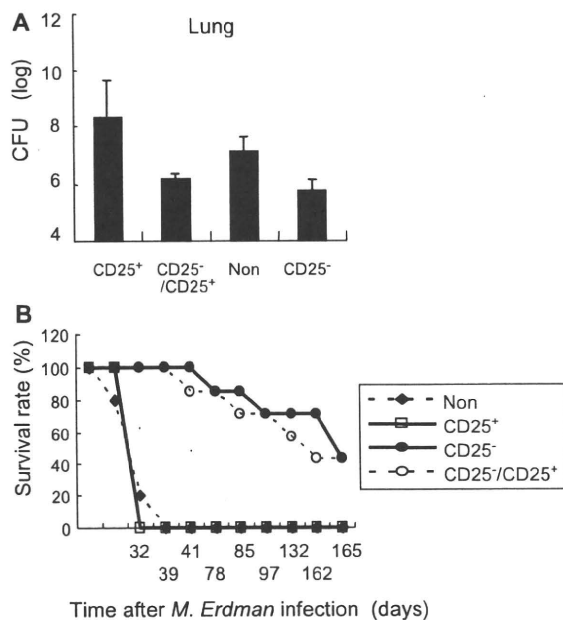 A
Lung
CFU (log)
12
10
8
6
4
CD25⁺
CD25⁻
/CD25⁺
Non
CD25⁻
B
Survival rate (%)
120
100
80
60
40
20
0
32 41 85 132 165
39 78 97 162
Time after M. Erdman infection (days)
Non
CD25⁺
CD25⁻
CD25⁻/CD25⁺